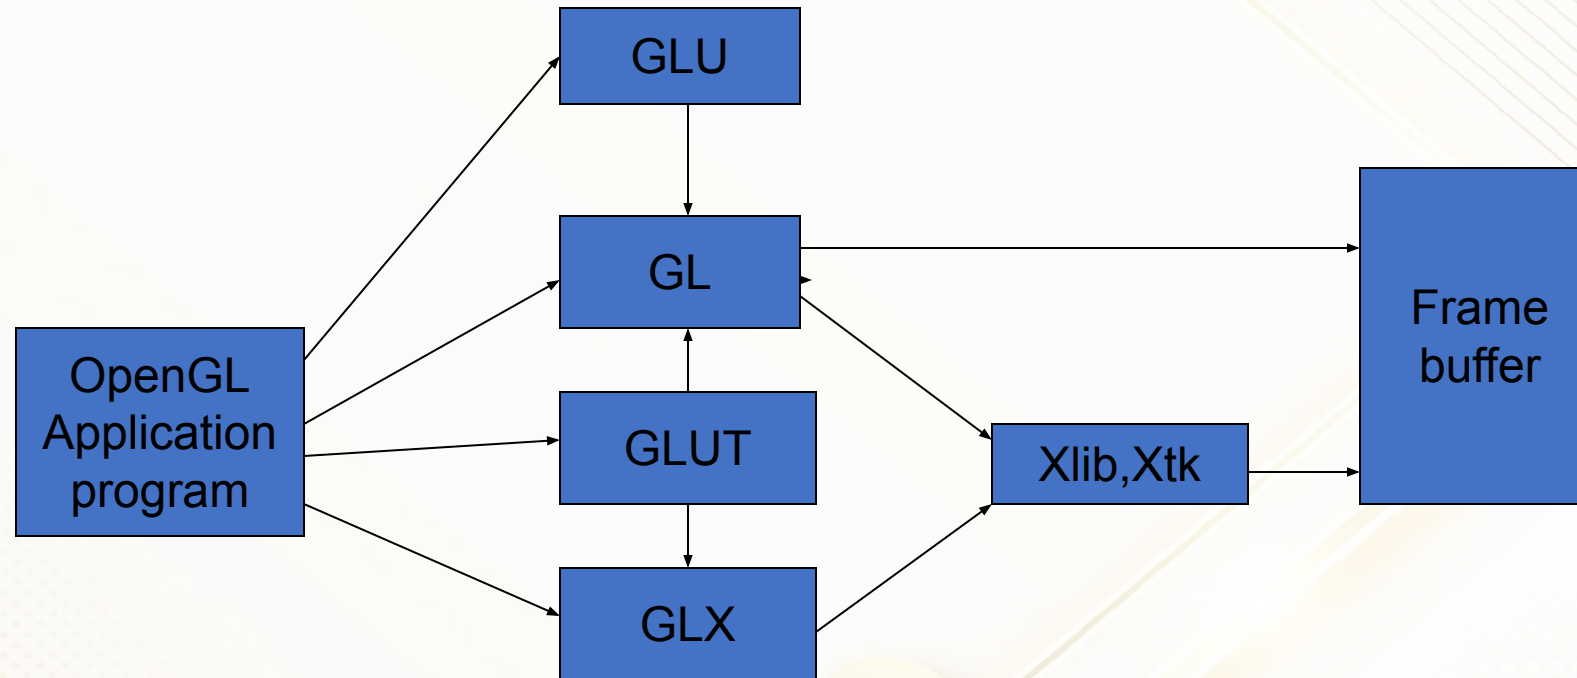 GLU
GL
OpenGL
Application
program
GLUT
GLX
Xlib,Xtk
Frame
buffer